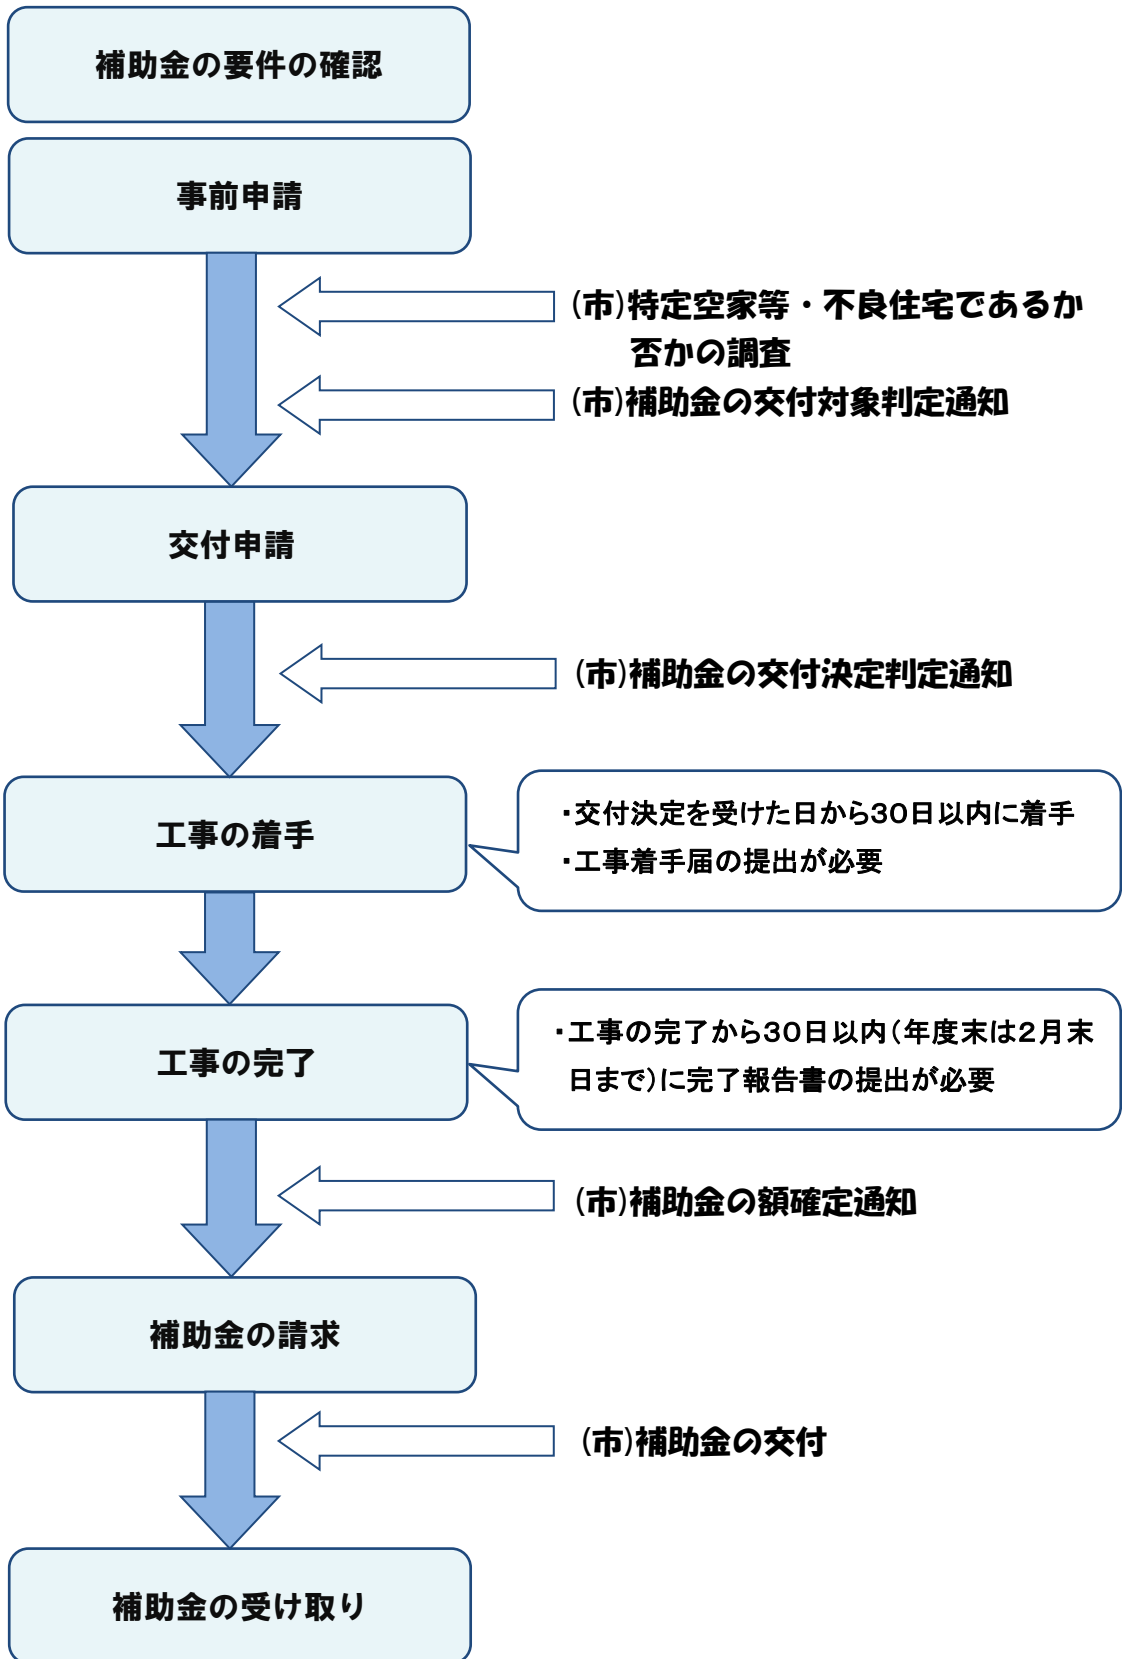 補助金の要件の確認
事前申請
(市)特定空家等・不良住宅であるか
否かの調査
(市)補助金の交付対象判定通知
交付申請
(市)補助金の交付決定判定通知
工事の着手
・交付決定を受けた日から30日以内に着手
・工事着手届の提出が必要
工事の完了
・工事の完了から30日以内(年度末は2月末
日まで)に完了報告書の提出が必要
(市)補助金の額確定通知
補助金の請求
(市)補助金の交付
補助金の受け取り